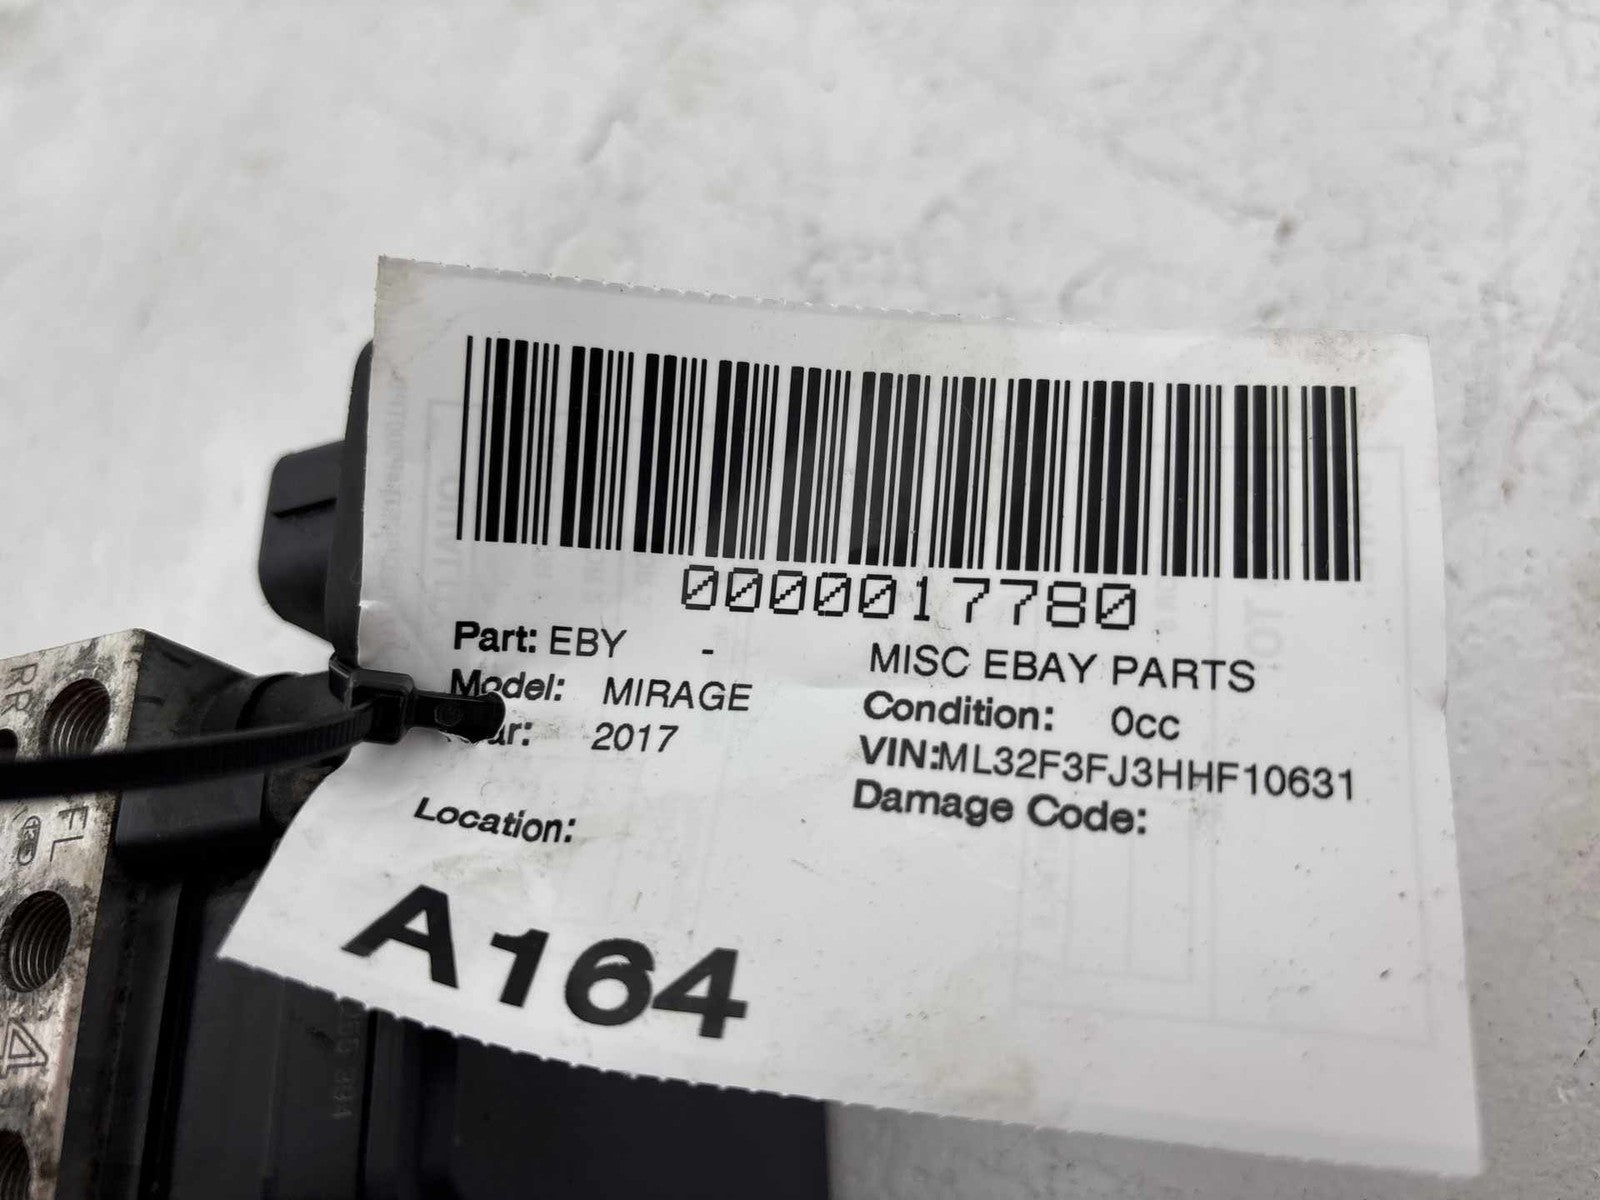 0000017780
Part: EBY - MISC EBAY PARTS
Model: MIRAGE Condition: 0cc
2017 VIN:ML32F3FJ3HHF10631
Location: Damage Code:
A164
RR
FL
4